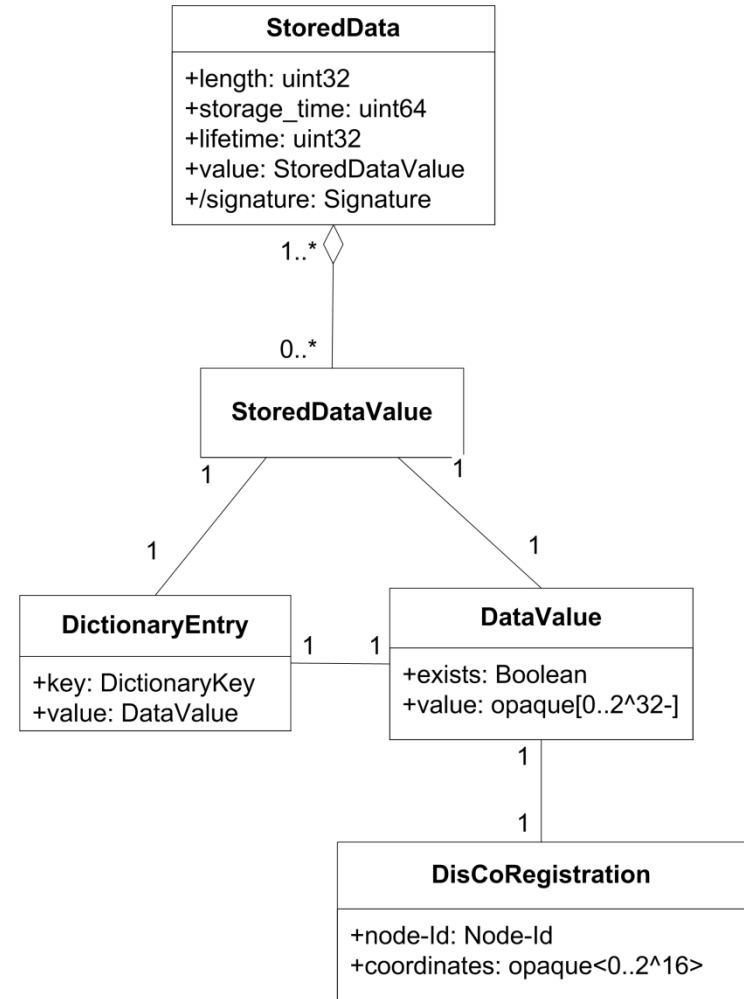 StoredData
+length: uint32
+storage_time: uint64
+lifetime: uint32
+value: StoredDataValue
+/signature: Signature
1..*
0..*
StoredDataValue
1
1
1
1
DictionaryEntry
+key: DictionaryKey
+value: DataValue
1
1
DataValue
+exists: Boolean
+value: opaque[0..2^32-]
1
1
DisCoRegistration
+node-Id: Node-Id
+coordinates: opaque<0..2^16>